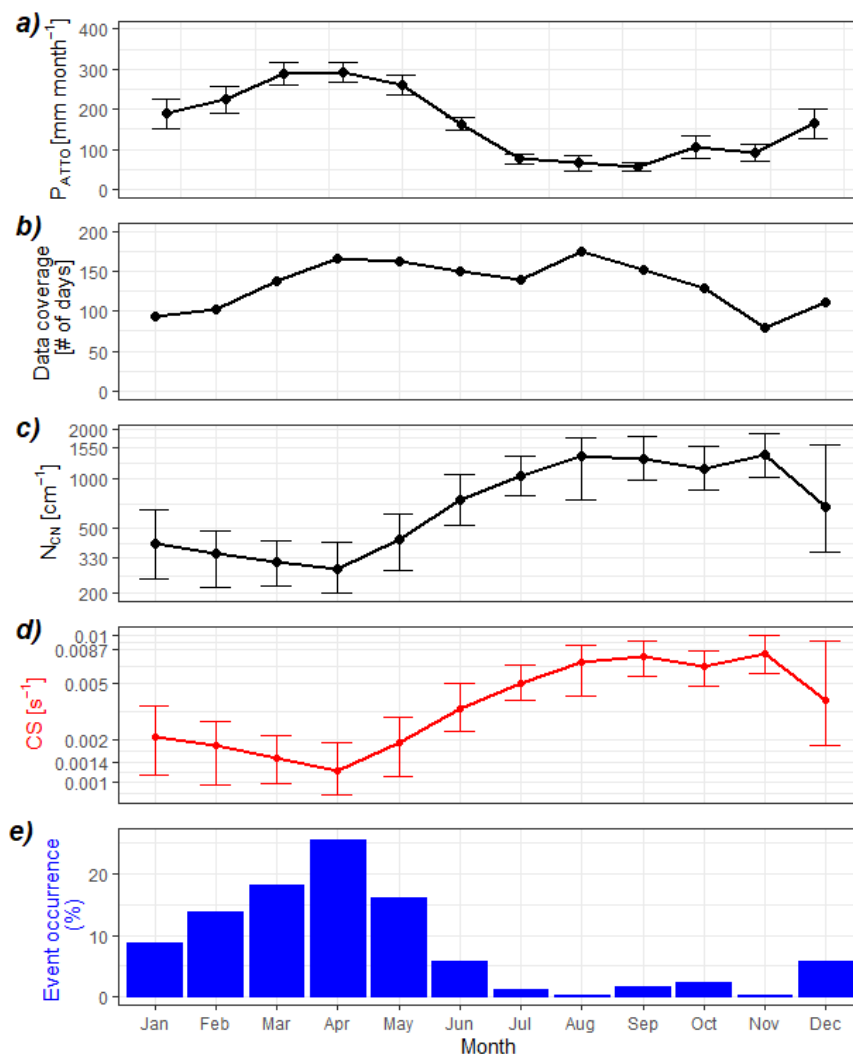 a)
P_ATTO [mm month⁻¹]
400
300
200
100
0
b)
Data coverage
[# of days]
200
150
100
50
0
c)
N_CN [cm⁻¹]
2000
1550
1000
500
330
200
d)
CS [s⁻¹]
0.01
0.0087
0.005
0.002
0.0014
0.001
e)
Event occurrence
(%)
20
10
0
Jan Feb Mar Apr May Jun Jul Aug Sep Oct Nov Dec
Month